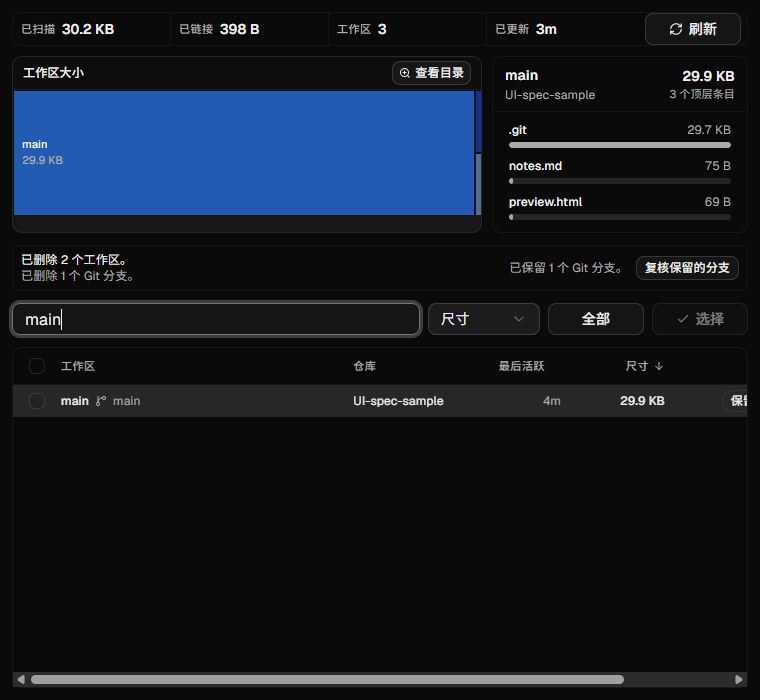 已扫描 30.2 KB 已链接 398 B 工作区 3 已更新 3m 刷新
工作区大小 查看目录
main
29.9 KB
main 29.9 KB
UI-spec-sample 3 个顶层条目
.git 29.7 KB
notes.md 75 B
preview.html 69 B
已删除 2 个工作区。
已删除 1 个 Git 分支。
已保留 1 个 Git 分支。 复核保留的分支
main 尺寸 全部 选择
工作区 仓库 最后活跃 尺寸
main main UI-spec-sample 4m 29.9 KB